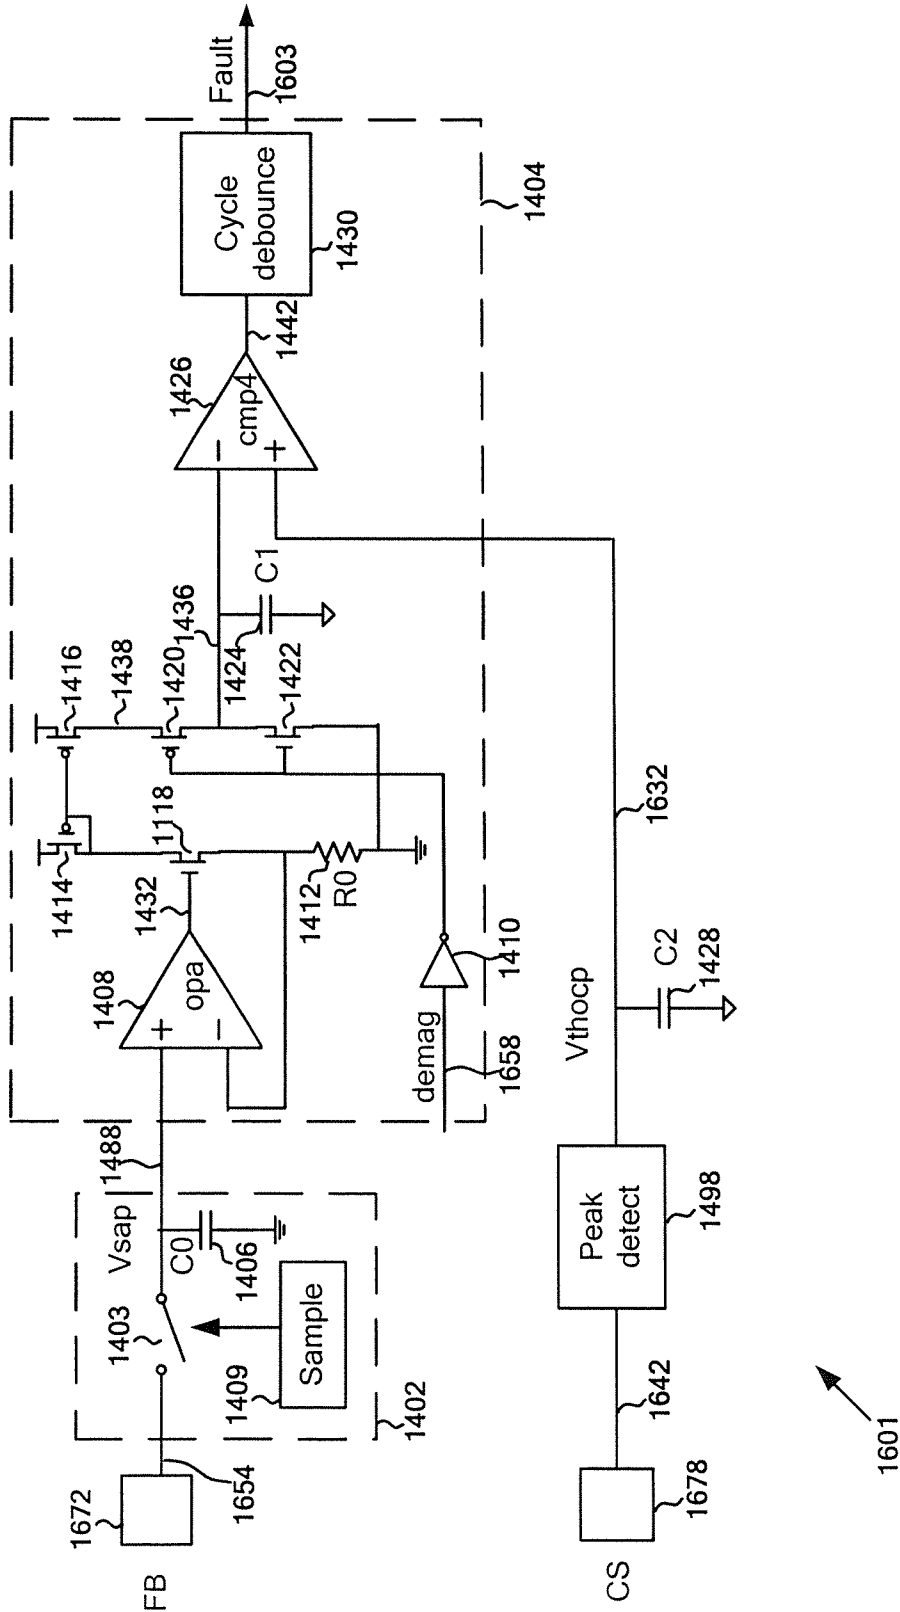 FB
1672
1654
1402
1403
1409
Sample
Vsap
C0
1406
1488
1408
opa
+
−
1432
1414
1118
1412
R0
demag
1658
1410
1416
1438
1420
1436
1422
1424
C1
1426
cmp4
−
+
1442
Cycle
debounce
1430
Fault
1603
1404
CS
1678
1642
Peak
detect
1498
Vthocp
C2
1428
1632
1601